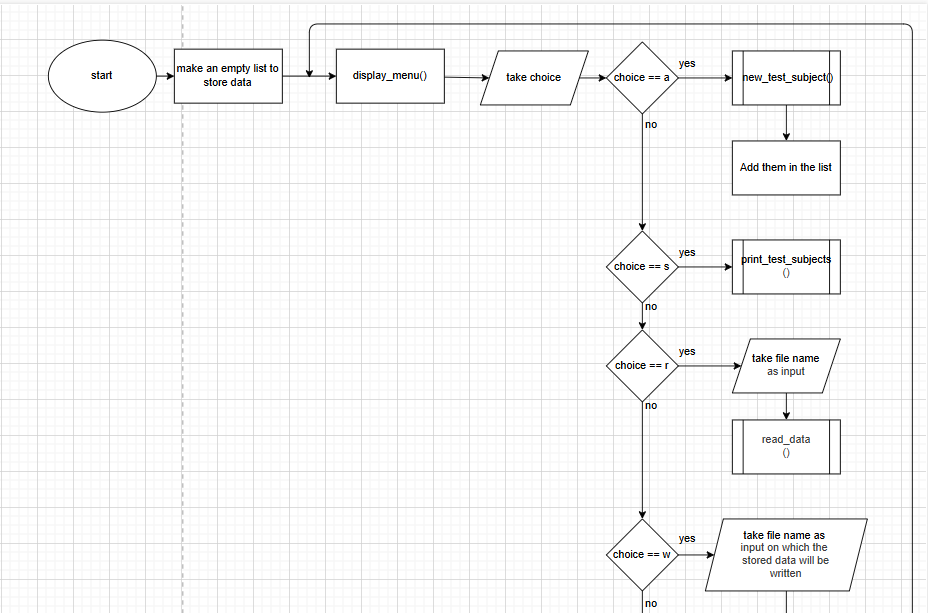 start
make an empty list to
store data
display_menu()
take choice
choice == a
yes
new_test_subject()
no
Add them in the list
choice == s
yes
print_test_subjects
()
no
choice == r
yes
take file name
as input
no
read_data
()
choice == w
yes
take file name as
input on which the
stored data will be
written
no